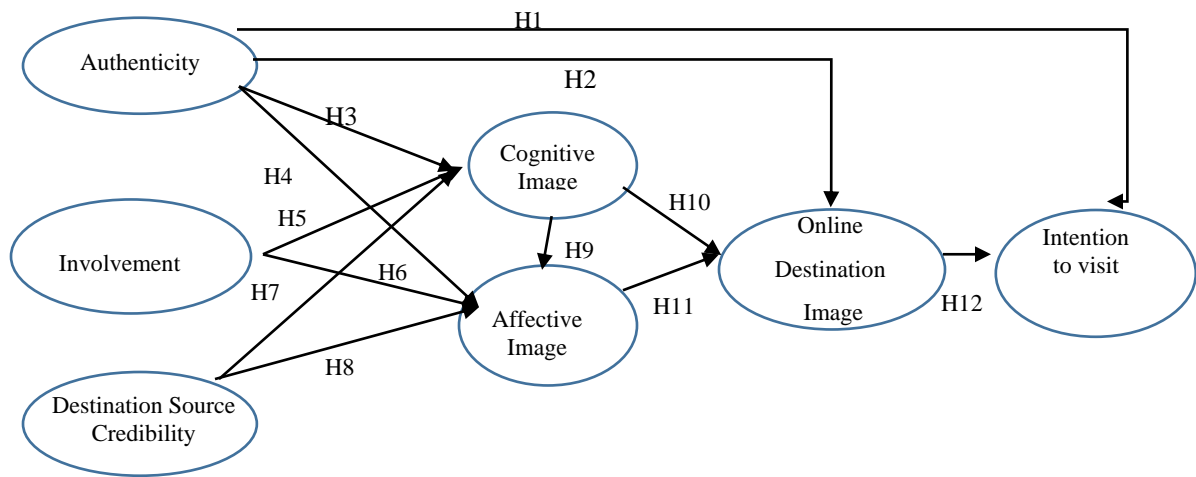 H1
Authenticity
H2
H3
Cognitive
Image
H4
H10
H5
Online
Destination
Image
Intention
to visit
Involvement
H9
H6
H7
H11
H12
Affective
Image
H8
Destination Source
Credibility